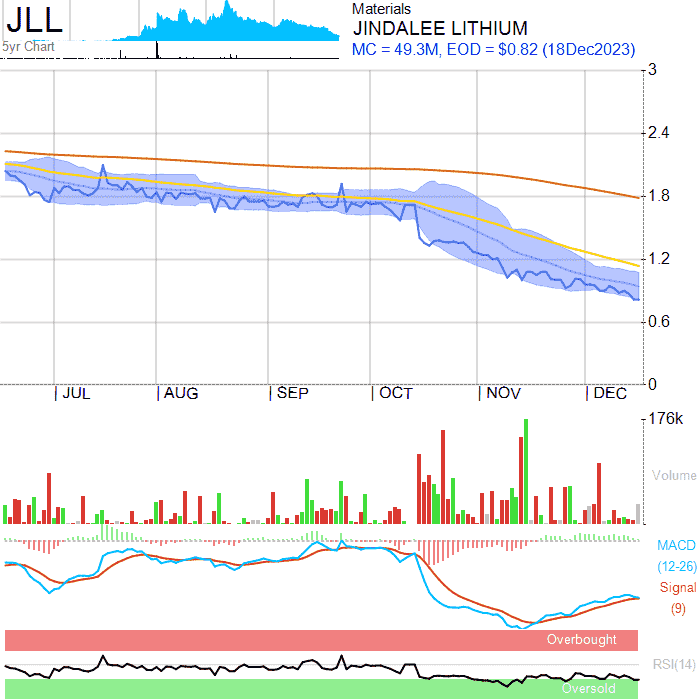 JLL
5yr Chart
Materials
JINDALEE LITHIUM
MC = 49.3M, EOD = $0.82 (18Dec2023)
3
2.4
1.8
1.2
0.6
0
JUL AUG SEP OCT NOV DEC
176k
Volume
MACD
(12-26)
Signal
(9)
Overbought
RSI(14)
Oversold